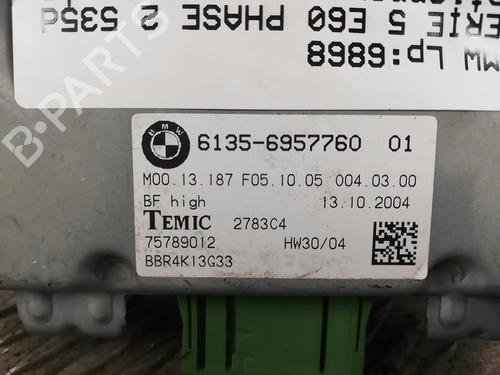 MW Lp:6868
ERIE 5 E60 PHASE 2 535d
BMW
6135-6957760 01
M00.13.187 F05.10.05 004.03.00
BF high 13.10.2004
TEMIC 2783C4
75789012 HW30/04
BBR4K13G33